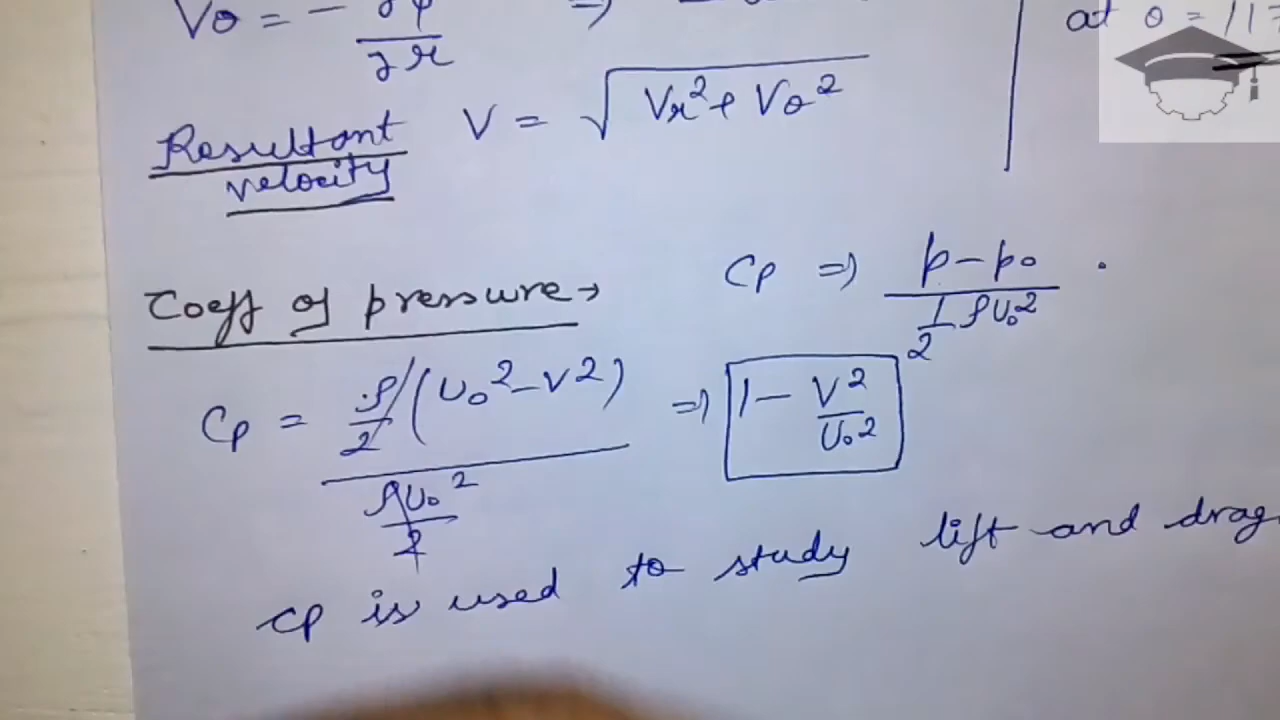 Vθ = - ∂ψ/∂r ⇒
at θ =
Resultant velocity V = √(Vr² + Vθ²)
Coeff of pressure → Cp ⇒ (p - p₀)/(1/2 ρU₀²) .
Cp = (ρ/2 (U₀² - V²))/(ρU₀²/2) ⇒ 1 - V²/U₀²
Cp is used to study lift and drag